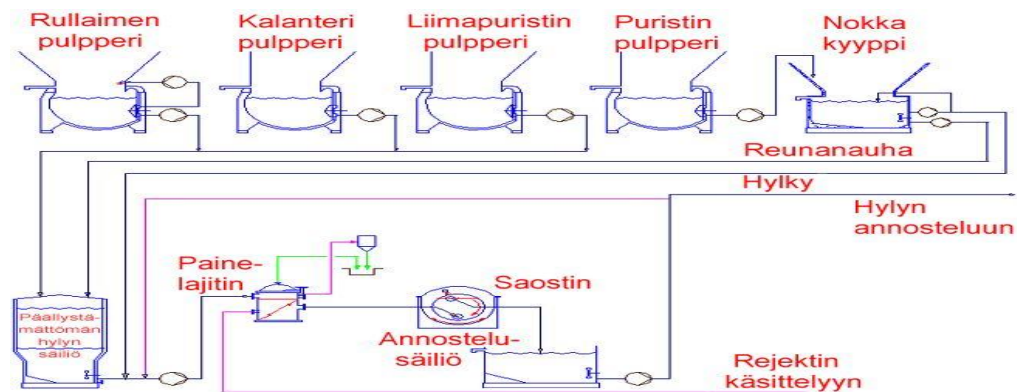 Rullaimen
pulpperi
Kalanteri
pulpperi
Liimapuristin
pulpperi
Puristin
pulpperi
Nokka
kyyppi
Reunanauha
Hylky
Hylyn
annosteluun
Paine-
lajitin
Saostin
Päällystä-
mättömän
hylyn
säiliö
Annostelu-
säiliö
Rejektin
käsittelyyn